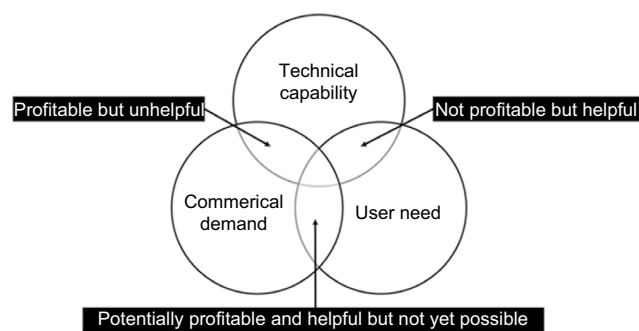 Technical
capability
Profitable but unhelpful
Not profitable but helpful
Commerical
demand
User need
Potentially profitable and helpful but not yet possible